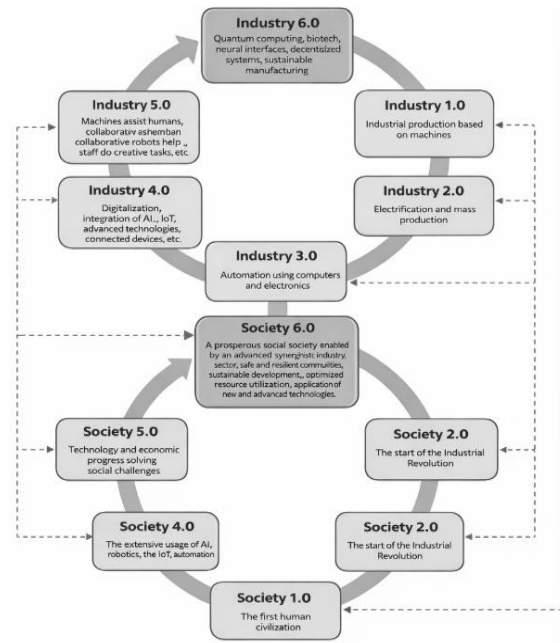 Industry 6.0
Quantum computing, biotech,
neural interfaces, decentsized
systems, sustainable
manufacturing
Industry 5.0
Machines assist humans,
collaborativ ashemban
collaborative robots help
staff do creative tasks, etc.
Industry 1.0
Industrial production based
on machines
Industry 4.0
Digitalization,
integration of AI., IoT,
advanced technologies,
connected devices, etc.
Industry 2.0
Electrification and mass
production
Industry 3.0
Automation using computers
and electronics
Society 6.0
A prosperous social society enabled
by an advanced industry,
sector, safe and resilient
sustainable development,, optimized
resource utilization, application of
new and advanced technologies.
Society 5.0
Technology and economic
progress solving
social challenges
Society 2.0
The start of the Industrial
Revolution
Society 4.0
The extensive usage of AI,
robotics, the IoT, automation
Society 2.0
The start of the Industrial
Revolution
Society 1.0
The first human
civilization